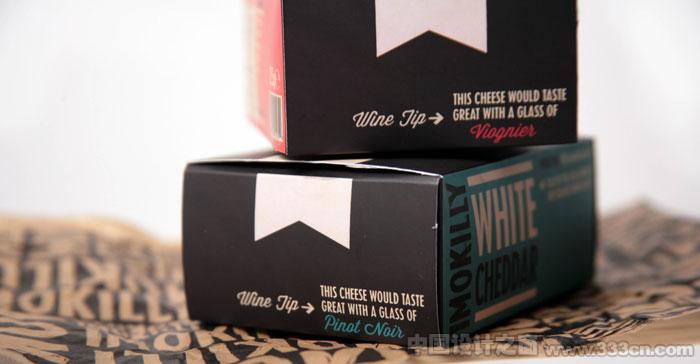 Wine Tip → THIS CHEESE WOULD TASTE
GREAT WITH A GLASS OF
Viognier
Wine Tip → THIS CHEESE WOULD TASTE
GREAT WITH A GLASS OF
Pinot Noir
IMOKILLY
WHITE
CHEDDAR
中国设计之窗
www.333cn.com